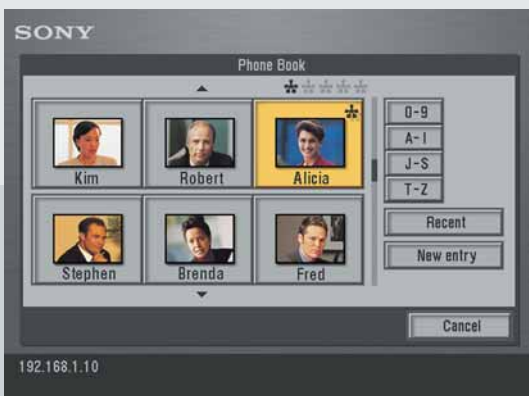 SONY
Phone Book
Kim Robert Alicia
Stephen Brenda Fred
0-9
A-I
J-S
T-Z
Recent
New entry
Cancel
192.168.1.10